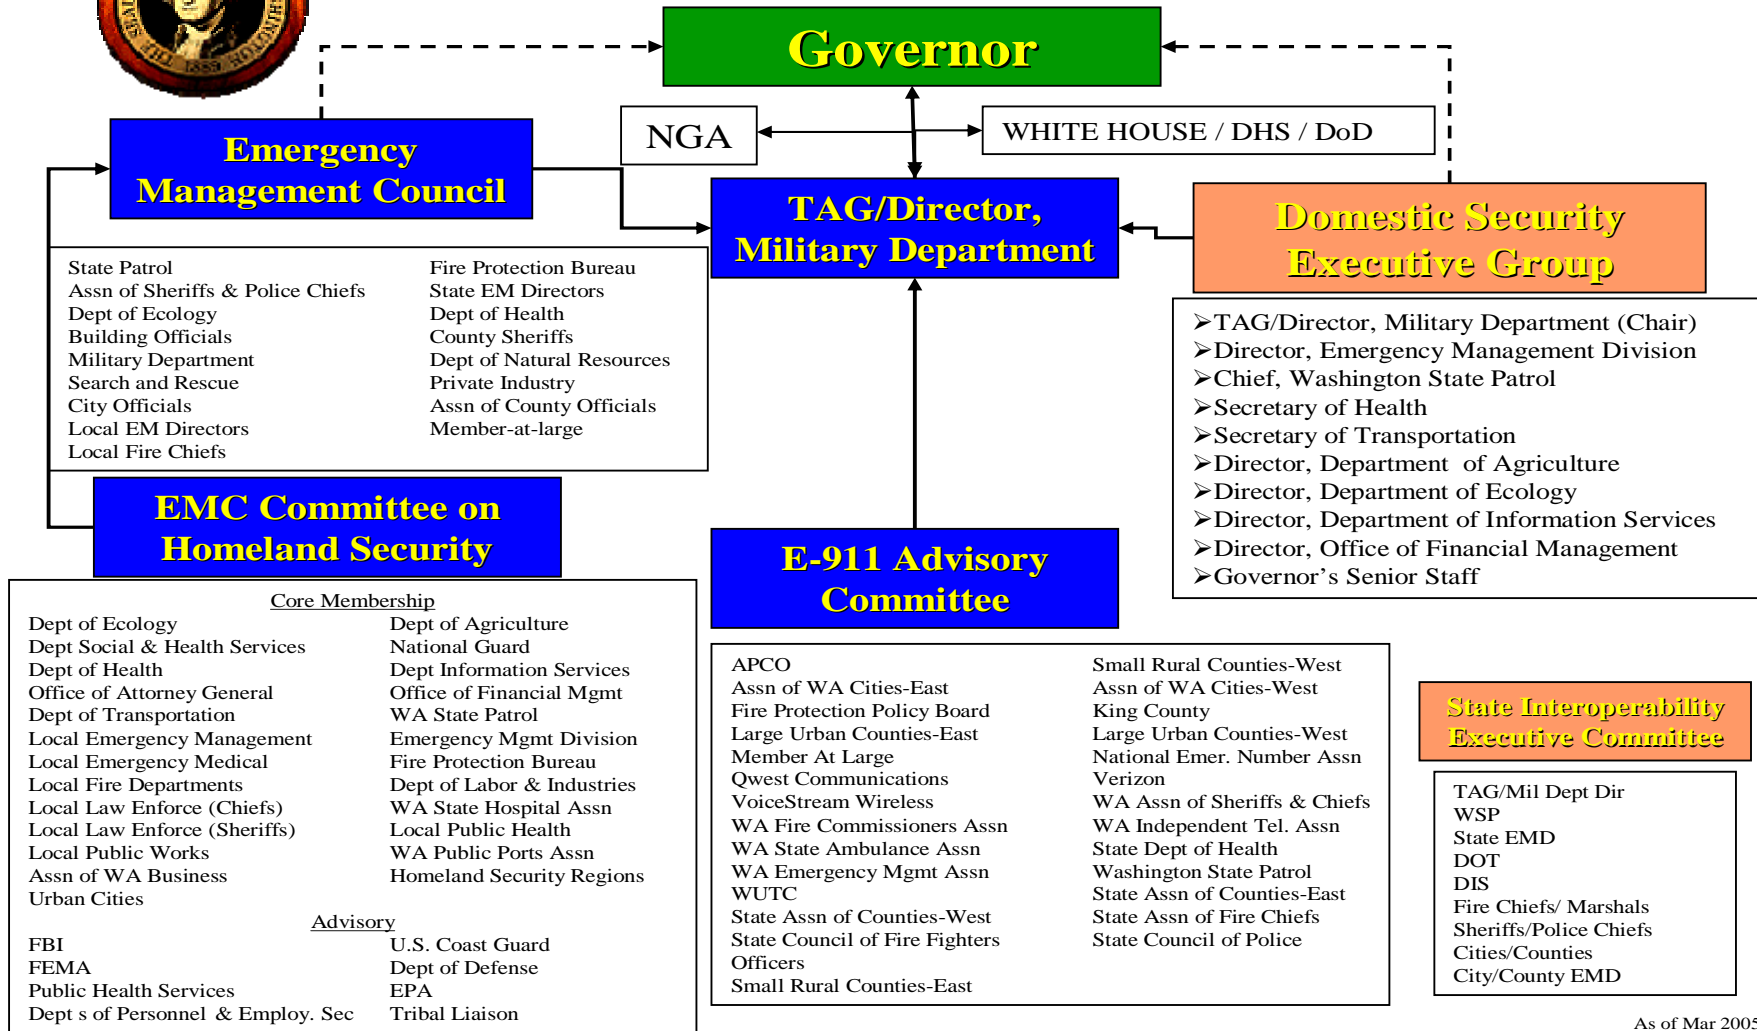 THE STATE
1889
WASHINGTON
Governor
NGA
WHITE HOUSE / DHS / DoD
Emergency
Management Council
TAG/Director,
Military Department
Domestic Security
Executive Group
State Patrol
Assn of Sheriffs & Police Chiefs
Dept of Ecology
Building Officials
Military Department
Search and Rescue
City Officials
Local EM Directors
Local Fire Chiefs
Fire Protection Bureau
State EM Directors
Dept of Health
County Sheriffs
Dept of Natural Resources
Private Industry
Assn of County Officials
Member-at-large
➢TAG/Director, Military Department (Chair)
➢Director, Emergency Management Division
➢Chief, Washington State Patrol
➢Secretary of Health
➢Secretary of Transportation
➢Director, Department  of Agriculture
➢Director, Department of Ecology
➢Director, Department of Information Services
➢Director, Office of Financial Management
➢Governor’s Senior Staff
EMC Committee on
Homeland Security
Core Membership
Dept of Ecology
Dept Social & Health Services
Dept of Health
Office of Attorney General
Dept of Transportation
Local Emergency Management
Local Emergency Medical
Local Fire Departments
Local Law Enforce (Chiefs)
Local Law Enforce (Sheriffs)
Local Public Works
Assn of WA Business
Urban Cities
Dept of Agriculture
National Guard
Dept Information Services
Office of Financial Mgmt
WA State Patrol
Emergency Mgmt Division
Fire Protection Bureau
Dept of Labor & Industries
WA State Hospital Assn
Local Public Health
WA Public Ports Assn
Homeland Security Regions
Advisory
FBI
FEMA
Public Health Services
Dept s of Personnel & Employ. Sec
U.S. Coast Guard
Dept of Defense
EPA
Tribal Liaison
E-911 Advisory
Committee
APCO
Assn of WA Cities-East
Fire Protection Policy Board
Large Urban Counties-East
Member At Large
Qwest Communications
VoiceStream Wireless
WA Fire Commissioners Assn
WA State Ambulance Assn
WA Emergency Mgmt Assn
WUTC
State Assn of Counties-West
State Council of Fire Fighters
Officers
Small Rural Counties-East
Small Rural Counties-West
Assn of WA Cities-West
King County
Large Urban Counties-West
National Emer. Number Assn
Verizon
WA Assn of Sheriffs & Chiefs
WA Independent Tel. Assn
State Dept of Health
Washington State Patrol
State Assn of Counties-East
State Assn of Fire Chiefs
State Council of Police
State Interoperability
Executive Committee
TAG/Mil Dept Dir
WSP
State EMD
DOT
DIS
Fire Chiefs/ Marshals
Sheriffs/Police Chiefs
Cities/Counties
City/County EMD
As of Mar 2005